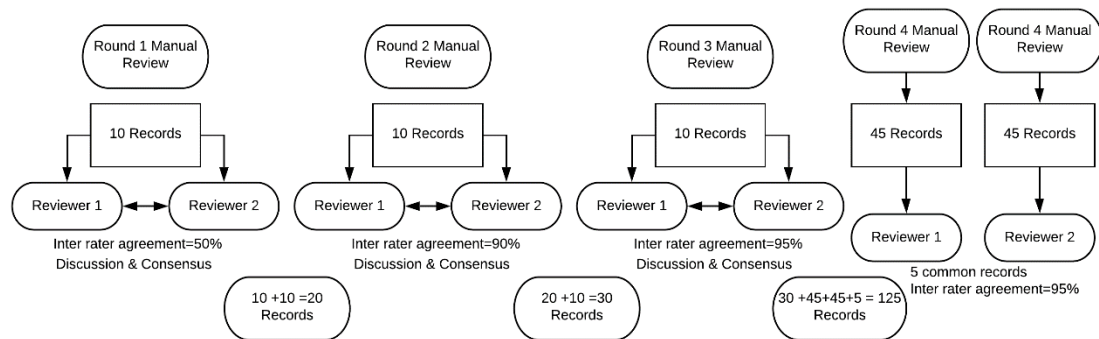 Round 1 Manual
Review
10 Records
Reviewer 1
Reviewer 2
Inter rater agreement=50%
Discussion & Consensus
Round 2 Manual
Review
10 Records
Reviewer 1
Reviewer 2
Inter rater agreement=90%
Discussion & Consensus
Round 3 Manual
Review
10 Records
Reviewer 1
Reviewer 2
Inter rater agreement=95%
Discussion & Consensus
Round 4 Manual
Review
45 Records
Reviewer 1
Round 4 Manual
Review
45 Records
Reviewer 2
5 common records
Inter rater agreement=95%
10 +10 =20
Records
20 +10 =30
Records
30 +45+45+5 = 125
Records